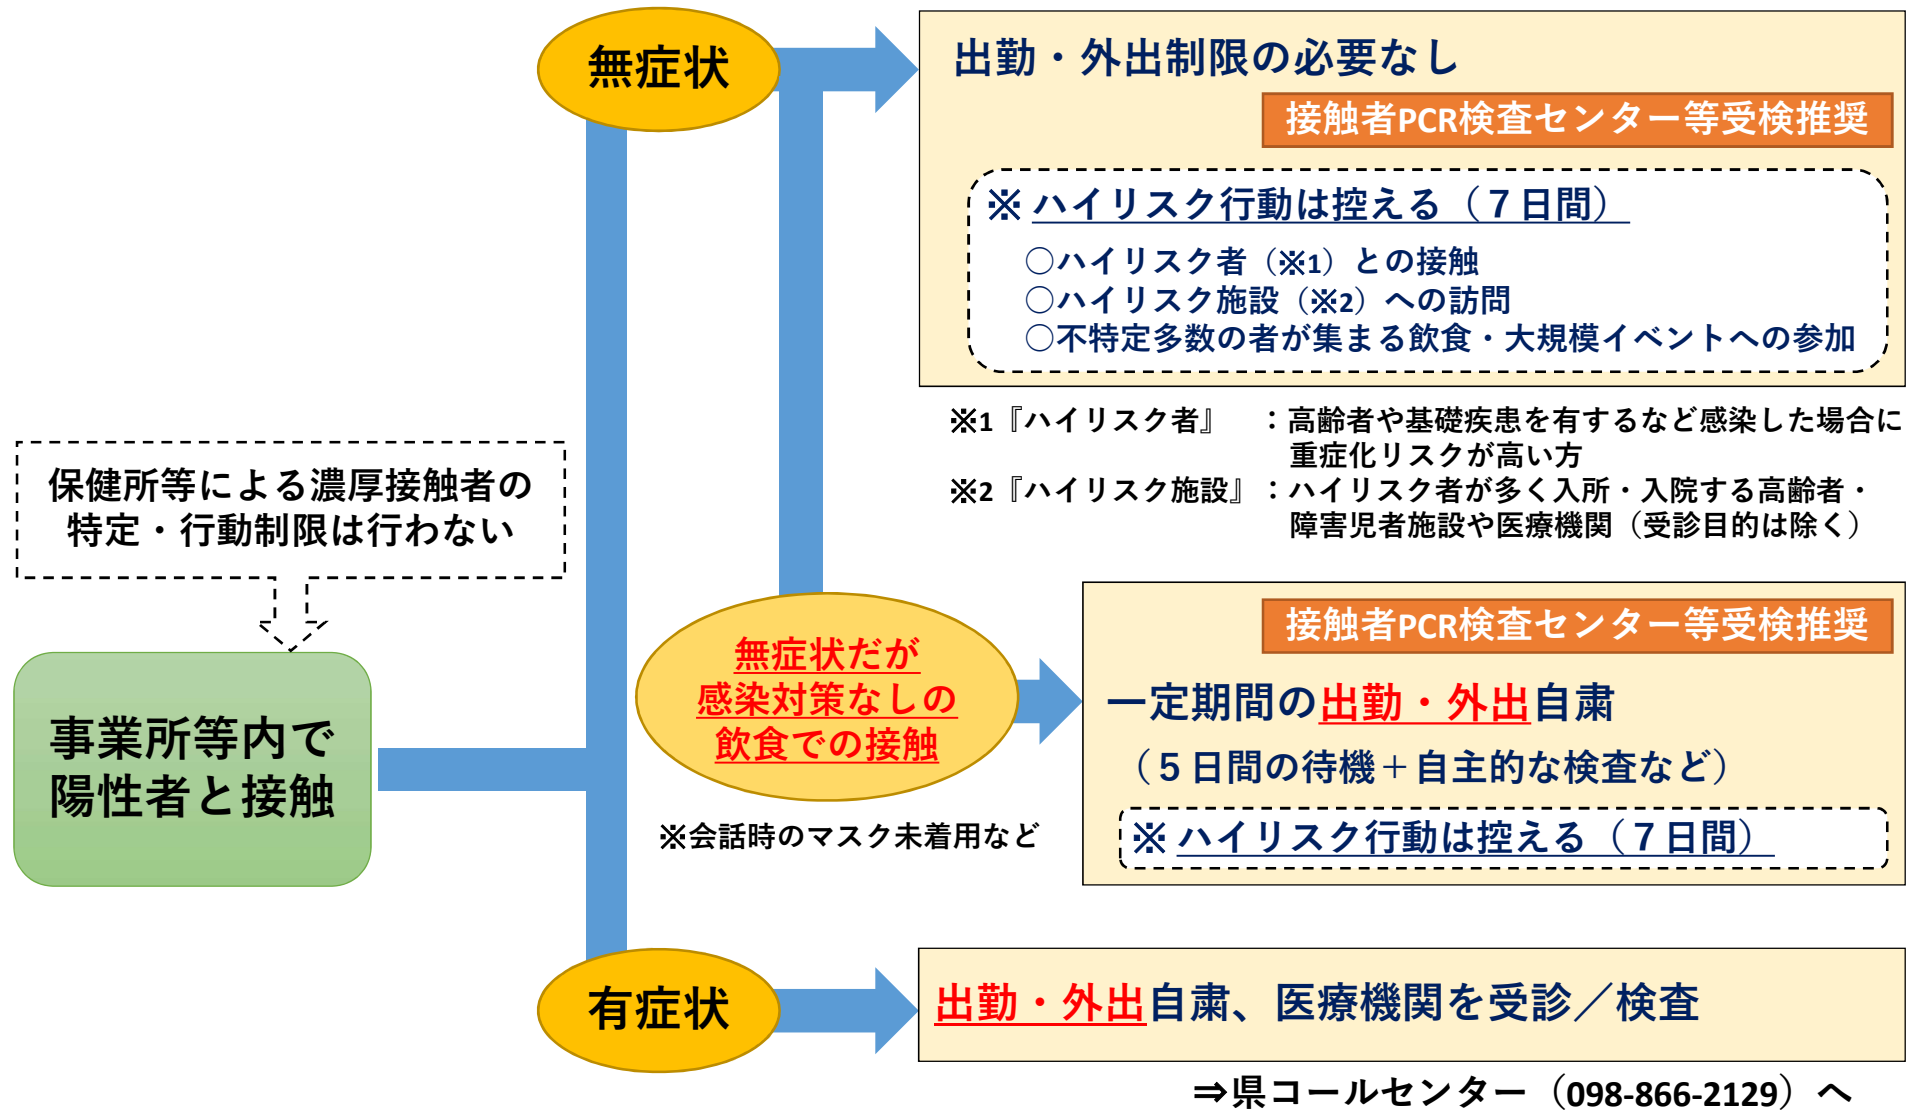 無症状
出勤・外出制限の必要なし
接触者PCR検査センター等受検推奨
※ ハイリスク行動は控える（７日間）
○ハイリスク者（※1）との接触
○ハイリスク施設（※2）への訪問
○不特定多数の者が集まる飲食・大規模イベントへの参加
※1『ハイリスク者』　：高齢者や基礎疾患を有するなど感染した場合に
重症化リスクが高い方
※2『ハイリスク施設』：ハイリスク者が多く入所・入院する高齢者・
障害児者施設や医療機関（受診目的は除く）
保健所等による濃厚接触者の
特定・行動制限は行わない
事業所等内で
陽性者と接触
無症状だが
感染対策なしの
飲食での接触
※会話時のマスク未着用など
接触者PCR検査センター等受検推奨
一定期間の出勤・外出自粛
（５日間の待機＋自主的な検査など）
※ ハイリスク行動は控える（７日間）
有症状
出勤・外出自粛、医療機関を受診／検査
⇒県コールセンター（098-866-2129）へ